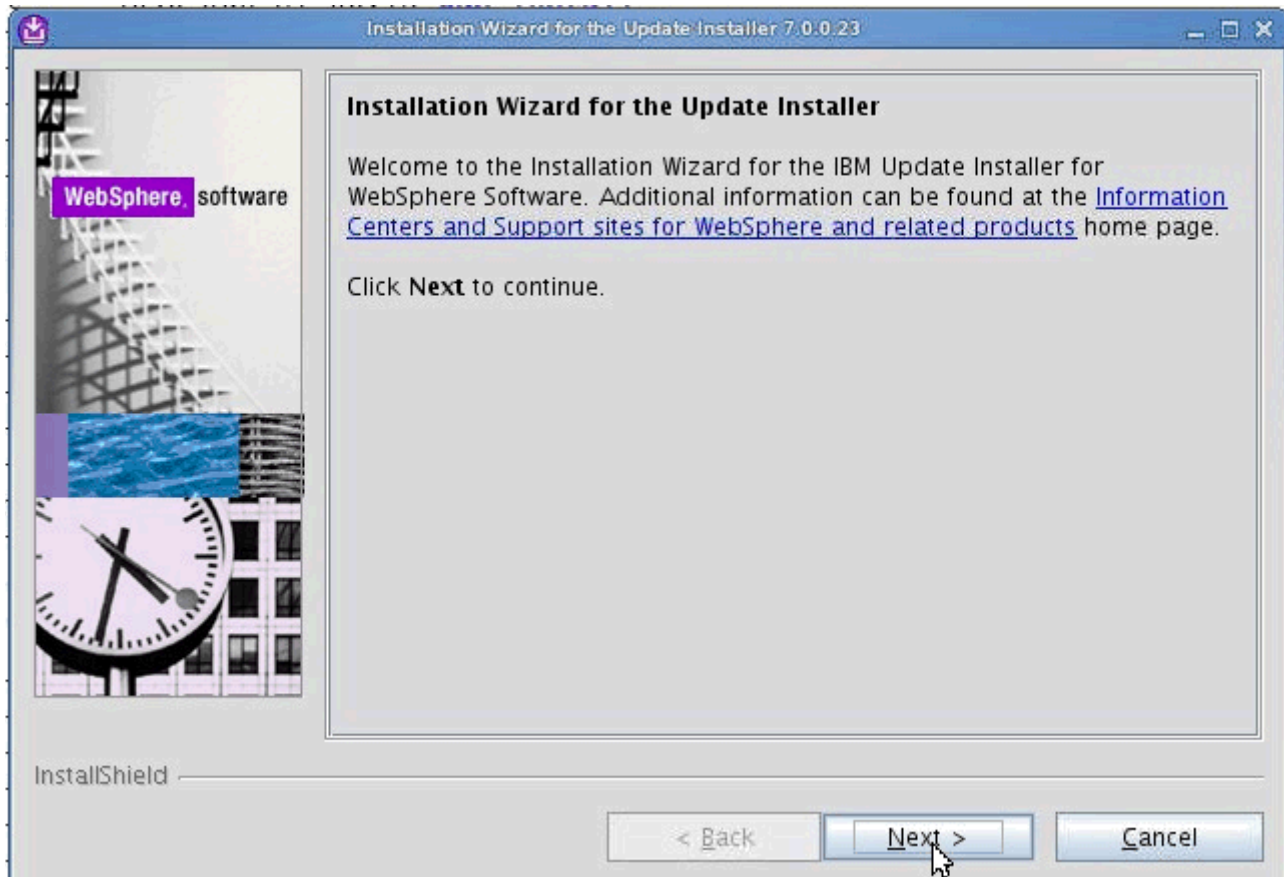 Installation Wizard for the Update Installer 7.0.0.23
WebSphere. software
Installation Wizard for the Update Installer
Welcome to the Installation Wizard for the IBM Update Installer for
WebSphere Software. Additional information can be found at the Information
Centers and Support sites for WebSphere and related products home page.
Click Next to continue.
InstallShield
< Back Next > Cancel